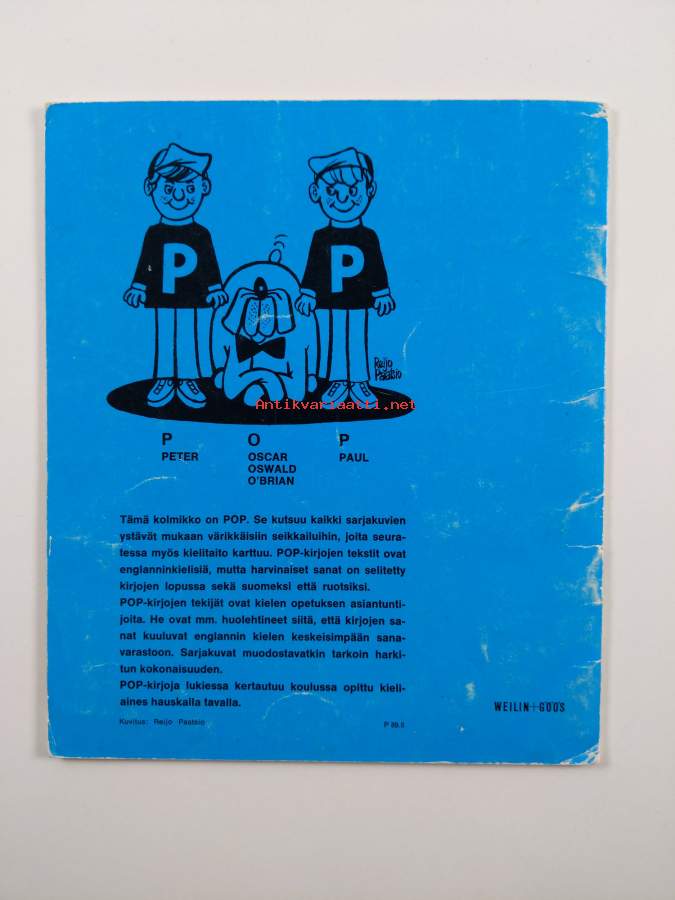 P
P
Reijo
Paatsio
Antikvariaatti.net
P O P
PETER OSCAR PAUL
OSWALD
O'BRIAN
Tämä kolmikko on POP. Se kutsuu kaikki sarjakuvien
ystävät mukaan värikkäisiin seikkailuihin, joita seura-
tessa myös kielitaito karttuu. POP-kirjojen tekstit ovat
englanninkielisiä, mutta harvinaiset sanat on selitetty
kirjojen lopussa sekä suomeksi että ruotsiksi.
POP-kirjojen tekijät ovat kielen opetuksen asiantunti-
joita. He ovat mm. huolehtineet siitä, että kirjojen sa-
nat kuuluvat englannin kielen keskeisimpään sana-
varastoon. Sarjakuvat muodostavatkin tarkoin harki-
tun kokonaisuuden.
POP-kirjoja lukiessa kertautuu koulussa opittu kieli-
aines hauskalla tavalla.
Kuvitus: Reijo Paatsio
WEILIN+GÖÖS